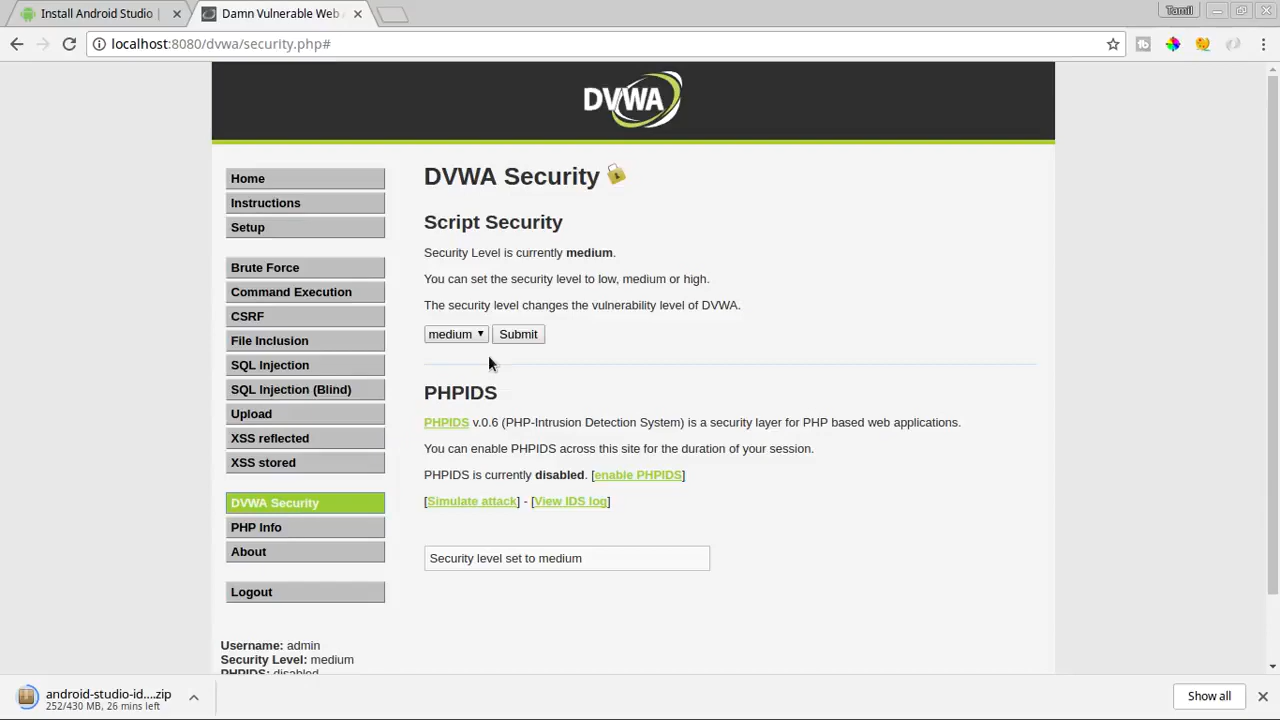 Install Android Studio
Damn Vulnerable Web A
Tamil
localhost:8080/dvwa/security.php#
DVWA
Home
Instructions
Setup
Brute Force
Command Execution
CSRF
File Inclusion
SQL Injection
SQL Injection (Blind)
Upload
XSS reflected
XSS stored
DVWA Security
PHP Info
About
Logout
Username: admin
Security Level: medium
PHPIDS: disabled
DVWA Security
Script Security
Security Level is currently medium.
You can set the security level to low, medium or high.
The security level changes the vulnerability level of DVWA.
medium Submit
PHPIDS
PHPIDS v.0.6 (PHP-Intrusion Detection System) is a security layer for PHP based web applications.
You can enable PHPIDS across this site for the duration of your session.
PHPIDS is currently disabled. [enable PHPIDS]
[Simulate attack] - [View IDS log]
Security level set to medium
android-studio-id....zip
252/430 MB, 26 mins left
Show all